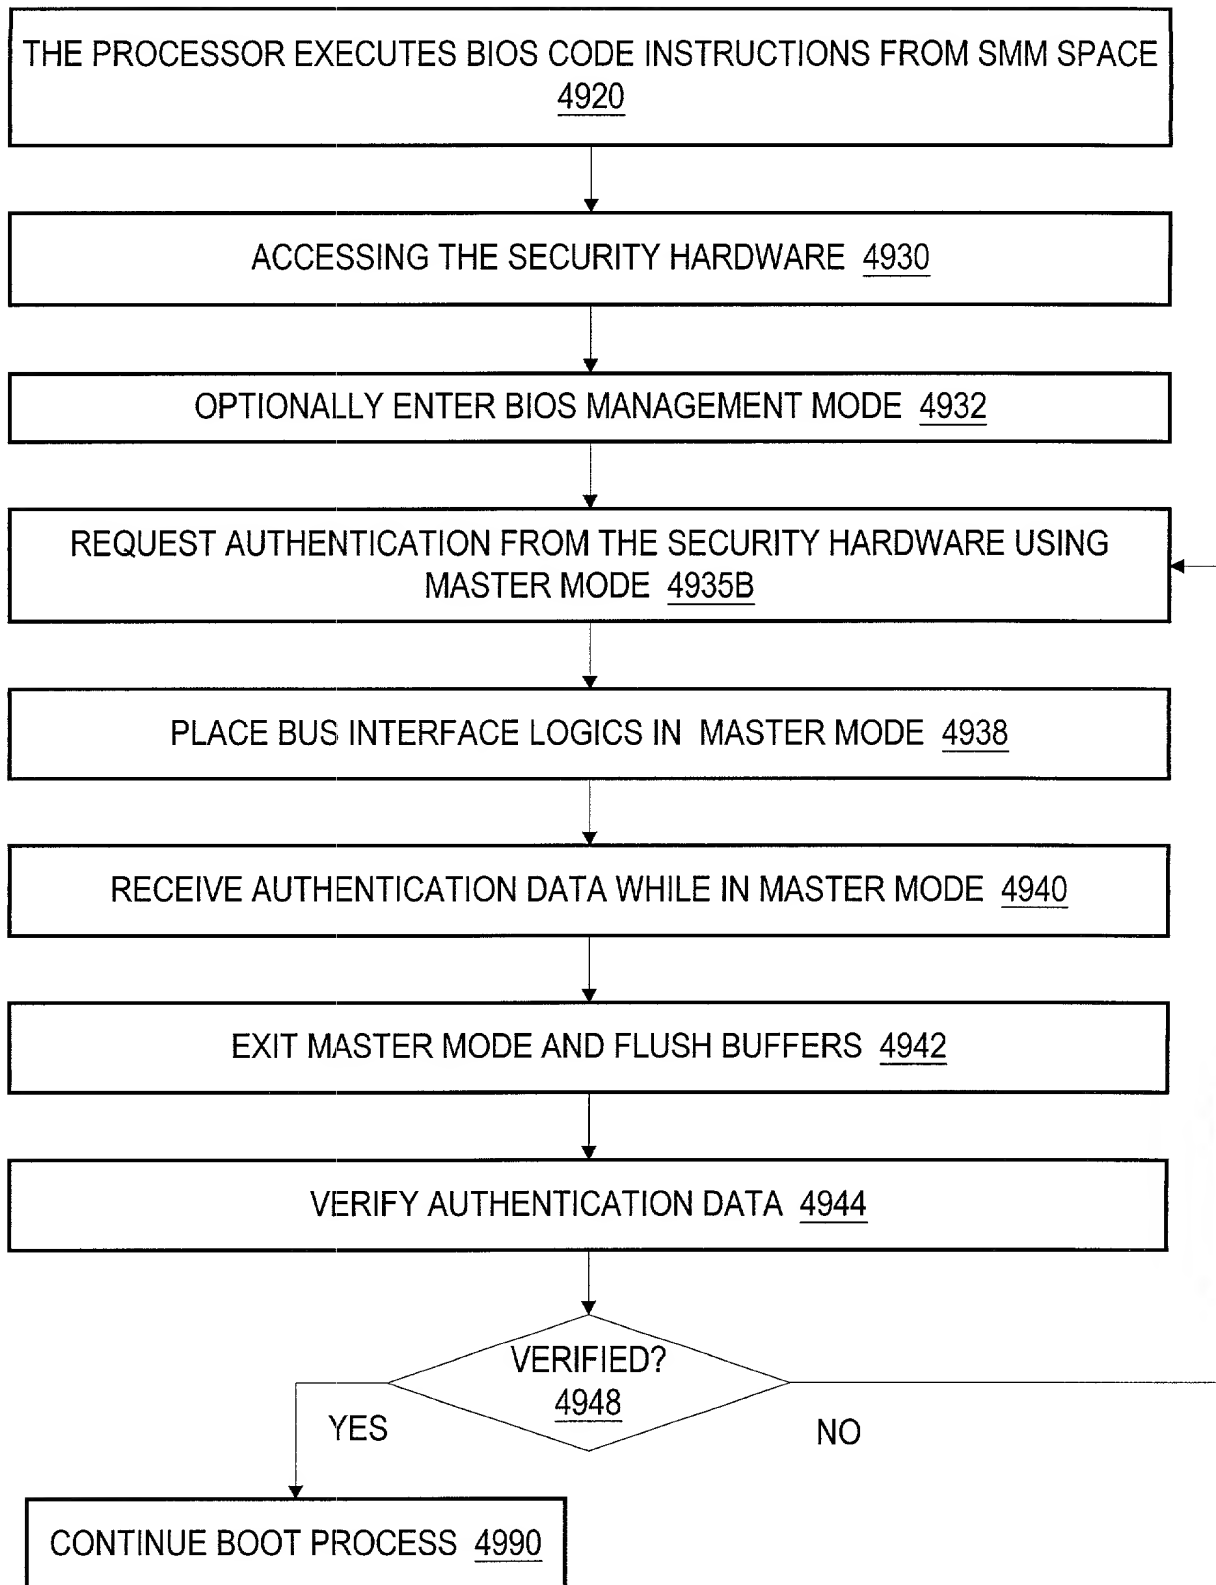 THE PROCESSOR EXECUTES BIOS CODE INSTRUCTIONS FROM SMM SPACE
4920
ACCESSING THE SECURITY HARDWARE 4930
OPTIONALLY ENTER BIOS MANAGEMENT MODE 4932
REQUEST AUTHENTICATION FROM THE SECURITY HARDWARE USING
MASTER MODE 4935B
PLACE BUS INTERFACE LOGICS IN MASTER MODE 4938
RECEIVE AUTHENTICATION DATA WHILE IN MASTER MODE 4940
EXIT MASTER MODE AND FLUSH BUFFERS 4942
VERIFY AUTHENTICATION DATA 4944
VERIFIED?
4948
YES
NO
CONTINUE BOOT PROCESS 4990